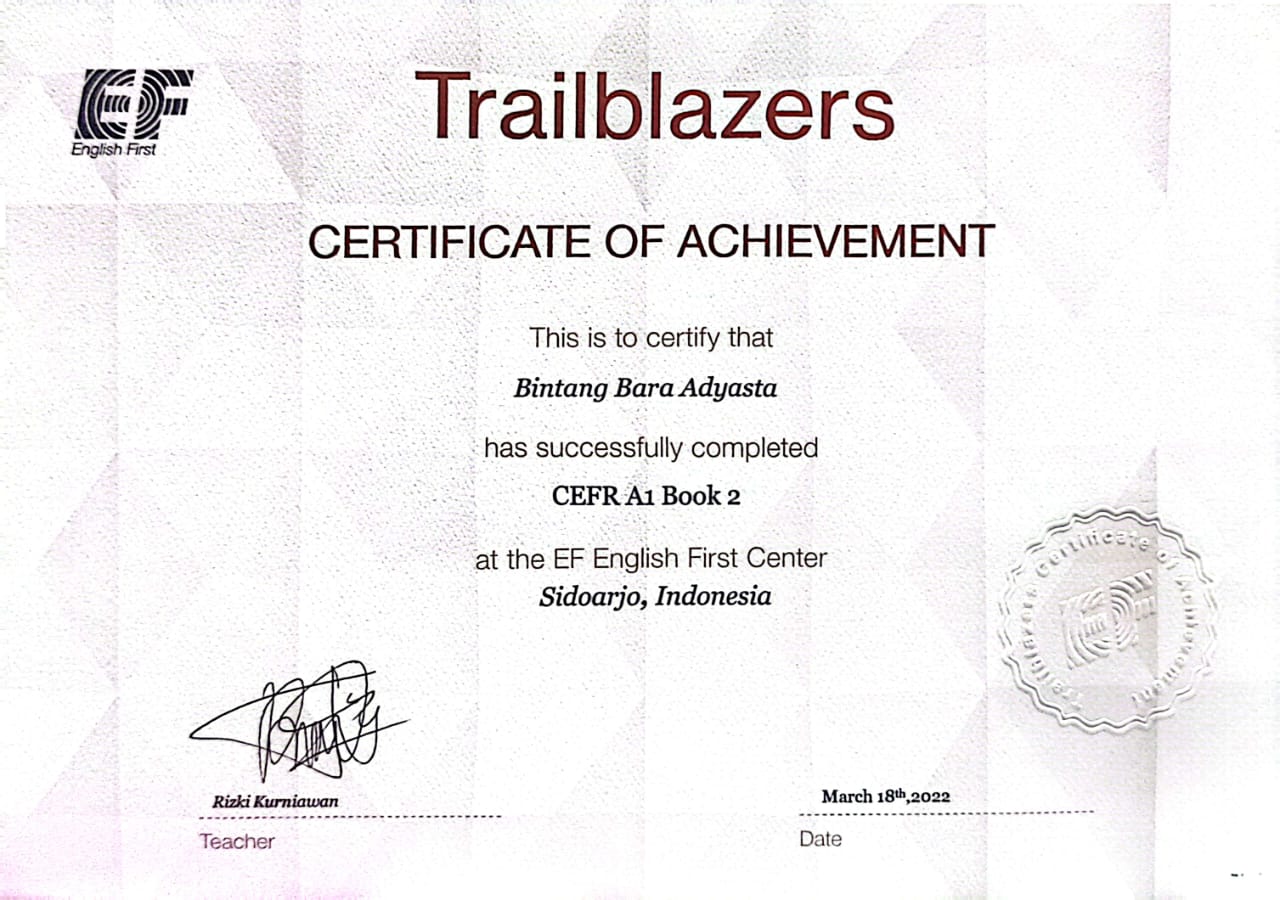 EF
English First
Trailblazers
CERTIFICATE OF ACHIEVEMENT
This is to certify that
Bintang Bara Adyasta
has successfully completed
CEFR A1 Book 2
at the EF English First Center
Sidoarjo, Indonesia
Trailblazers Certificate of Achievement
EF
Rizki Kurniawan
Teacher
March 18th,2022
Date